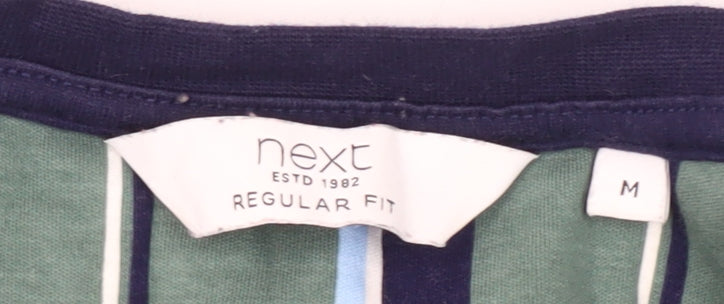 next
ESTD 1982
REGULAR FIT
M